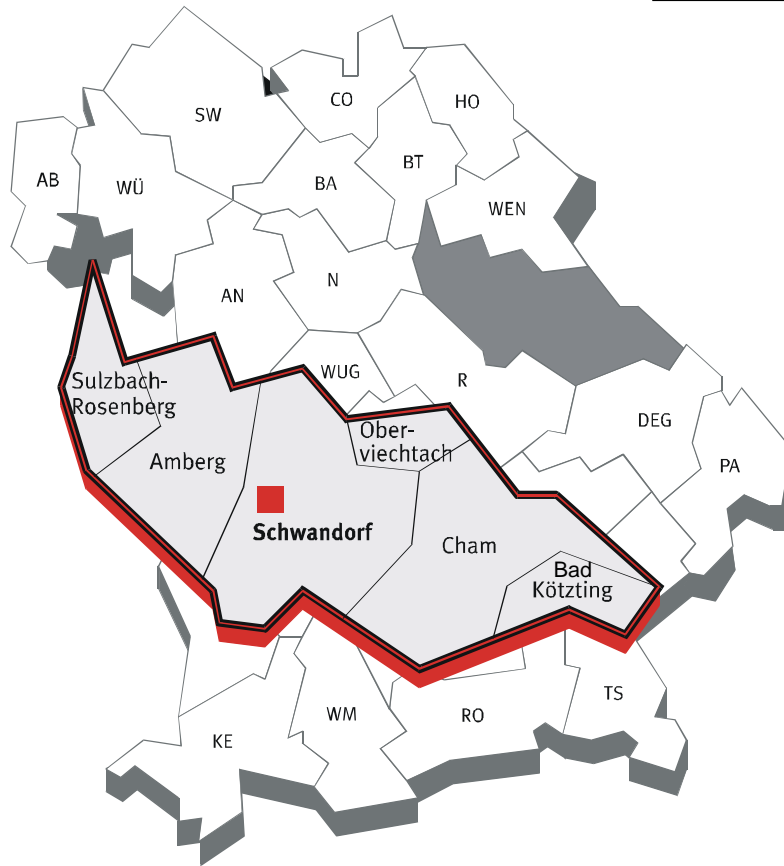 CO
HO
SW
BT
AB
WÜ
BA
WEN
N
AN
WUG
R
Sulzbach-
Rosenberg
DEG
Ober-
viechtach
Amberg
PA
Schwandorf
Cham
Bad
Kötzting
TS
WM
RO
KE